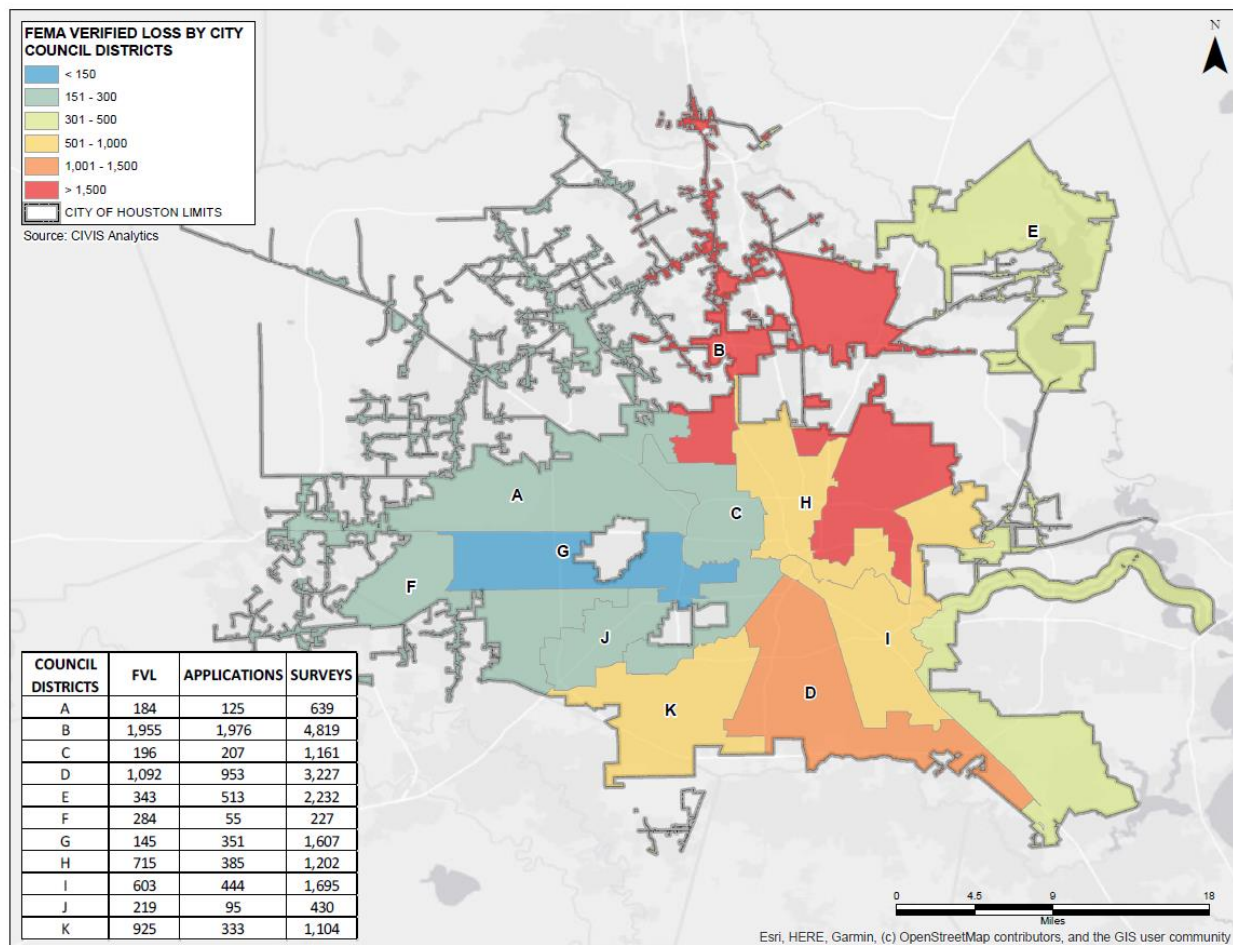 FEMA VERIFIED LOSS BY CITY
COUNCIL DISTRICTS
< 150
151 - 300
301 - 500
501 - 1,000
1,001 - 1,500
> 1,500
CITY OF HOUSTON LIMITS
Source: CIVIS Analytics
N
E
B
A
C
H
G
F
J
I
K
D
COUNCIL DISTRICTS FVL APPLICATIONS SURVEYS
A 184 125 639
B 1,955 1,976 4,819
C 196 207 1,161
D 1,092 953 3,227
E 343 513 2,232
F 284 55 227
G 145 351 1,607
H 715 385 1,202
I 603 444 1,695
J 219 95 430
K 925 333 1,104
0 4.5 9 18
Miles
Esri, HERE, Garmin, (c) OpenStreetMap contributors, and the GIS user community